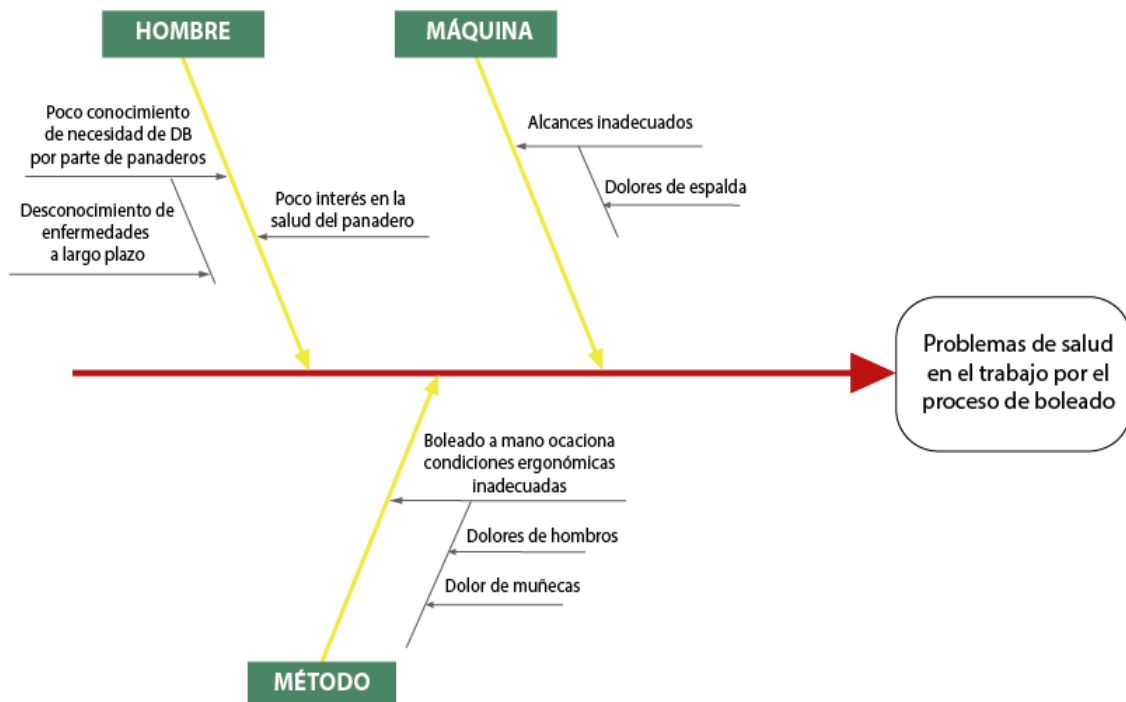 HOMBRE
MÁQUINA
Poco conocimiento
de necesidad de DB
por parte de panaderos
Desconocimiento de
enfermedades
a largo plazo
Poco interés en la
salud del panadero
Alcances inadecuados
Dolores de espalda
Problemas de salud
en el trabajo por el
proceso de boleado
Boleado a mano ocaciona
condiciones ergonómicas
inadecuadas
Dolores de hombros
Dolor de muñecas
MÉTODO